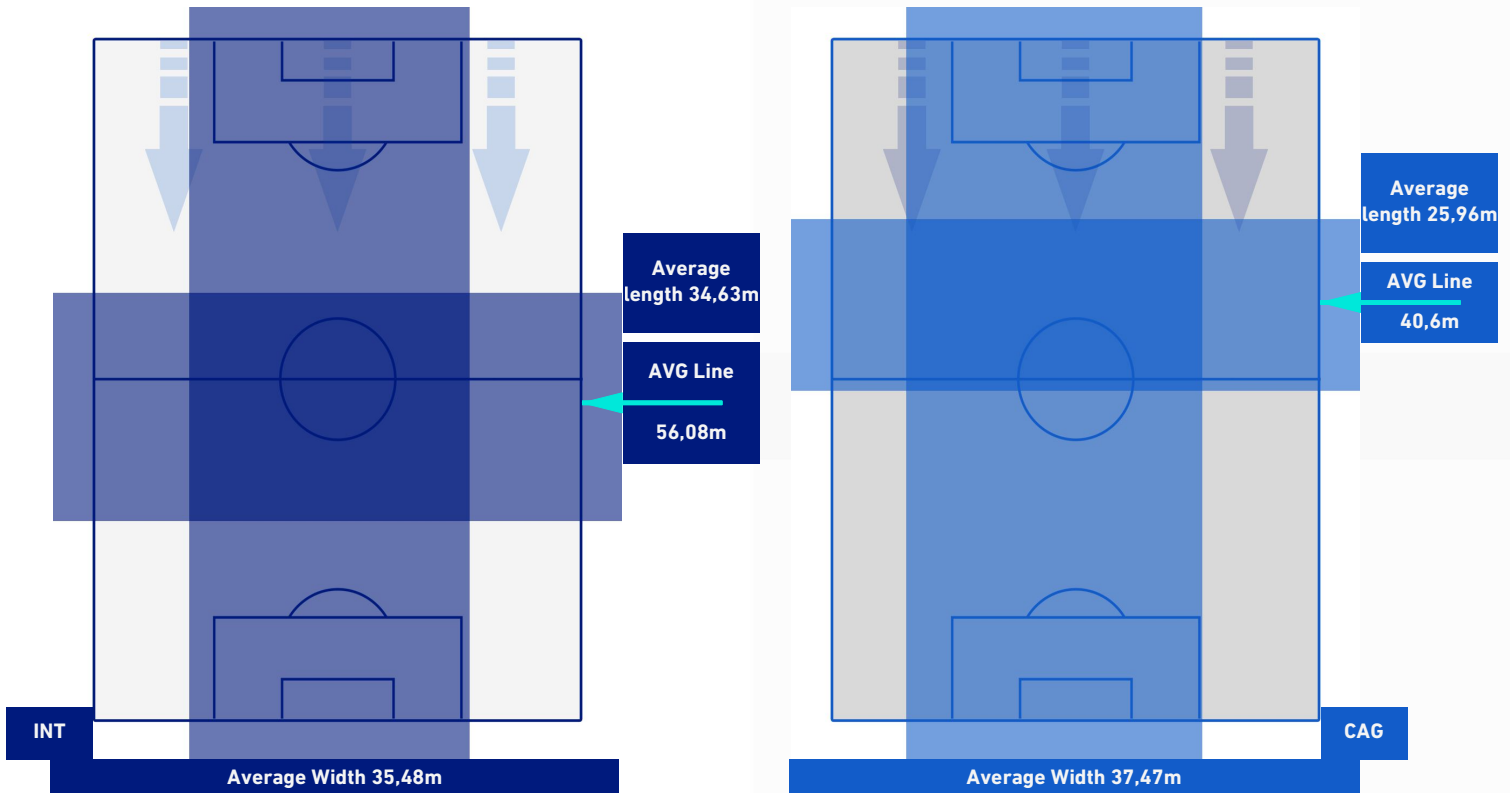 Average
length 34,63m
AVG Line
56,08m
INT
Average Width 35,48m
Average
length 25,96m
AVG Line
40,6m
CAG
Average Width 37,47m